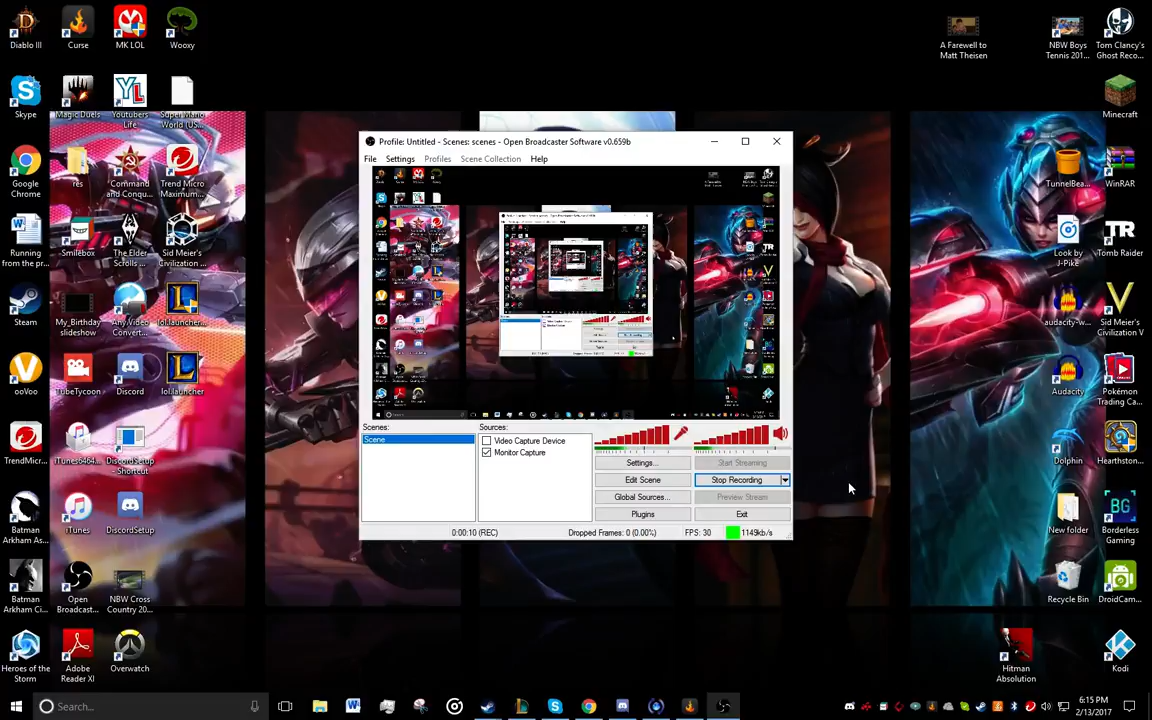 Diablo III
Curse
MK LOL
Wooxy
A Farewell to
Matt Theisen
NBW Boys
Tennis 201...
Tom Clancy's
Ghost Reco...
Skype
Magic Duels
Youtubers
Life
Super Mario
World (US...
Minecraft
Google
Chrome
res
Command
and Conqu...
Trend Micro
Maximum...
TunnelBea...
WinRAR
Running
from the pr...
Smilebox
The Elder
Scrolls ...
Sid Meier's
Civilization ...
Look by
J-Pike
Tomb Raider
Steam
My_Birthday
slideshow
Any Video
Convert...
lol.launcher
audacity-w...
Sid Meier's
Civilization V
ooVoo
TubeTycoon
Discord
lol.launcher
Audacity
Pokémon
Trading Ca...
TrendMicr...
iTunes6464...
DiscordSetup
- Shortcut
Dolphin
Hearthston...
Batman
Arkham As...
iTunes
DiscordSetup
New folder
Borderless
Gaming
Batman
Arkham Ci...
Open
Broadcast...
NBW Cross
Country 20...
Recycle Bin
DroidCam...
Heroes of the
Storm
Adobe
Reader XI
Overwatch
Hitman
Absolution
Kodi
Profile: Untitled - Scenes: scenes - Open Broadcaster Software v0.659b
File Settings Profiles Scene Collection Help
Scenes:
Scene
Sources:
Video Capture Device
Monitor Capture
Settings...
Start Streaming
Edit Scene
Stop Recording
Global Sources...
Preview Stream
Plugins
Exit
0:00:10 (REC)
Dropped Frames: 0 (0.00%)
FPS: 30
1149kb/s
Search...
6:15 PM
2/13/2017